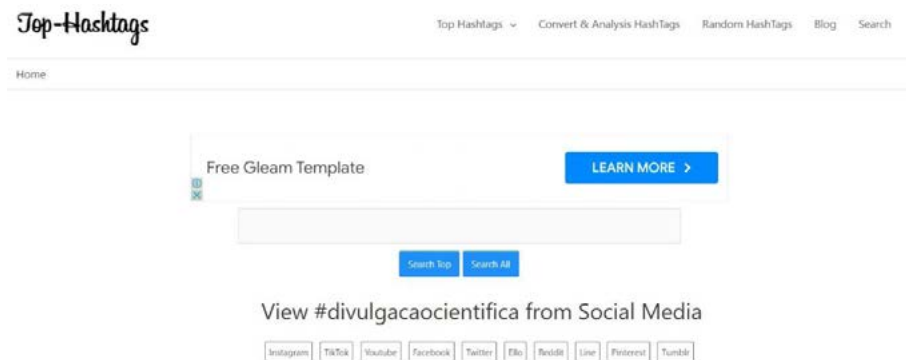 Top-Hashtags
Top Hashtags Convert & Analysis HashTags Random HashTags Blog Search
Home
Free Gleam Template LEARN MORE >
Search Top Search All
View #divulgacaocientifica from Social Media
Instagram TikTok Youtube Facebook Twitter Ello Reddit Line Pinterest Tumblr